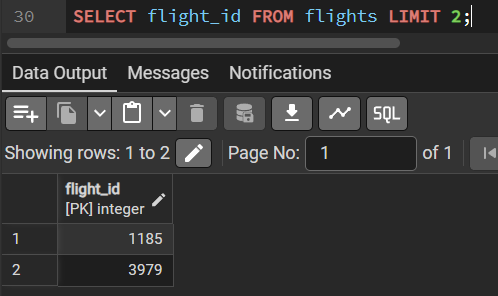 30 SELECT flight_id FROM flights LIMIT 2;
Data Output Messages Notifications
SQL
Showing rows: 1 to 2 Page No: 1 of 1
flight_id
[PK] integer
1 1185
2 3979